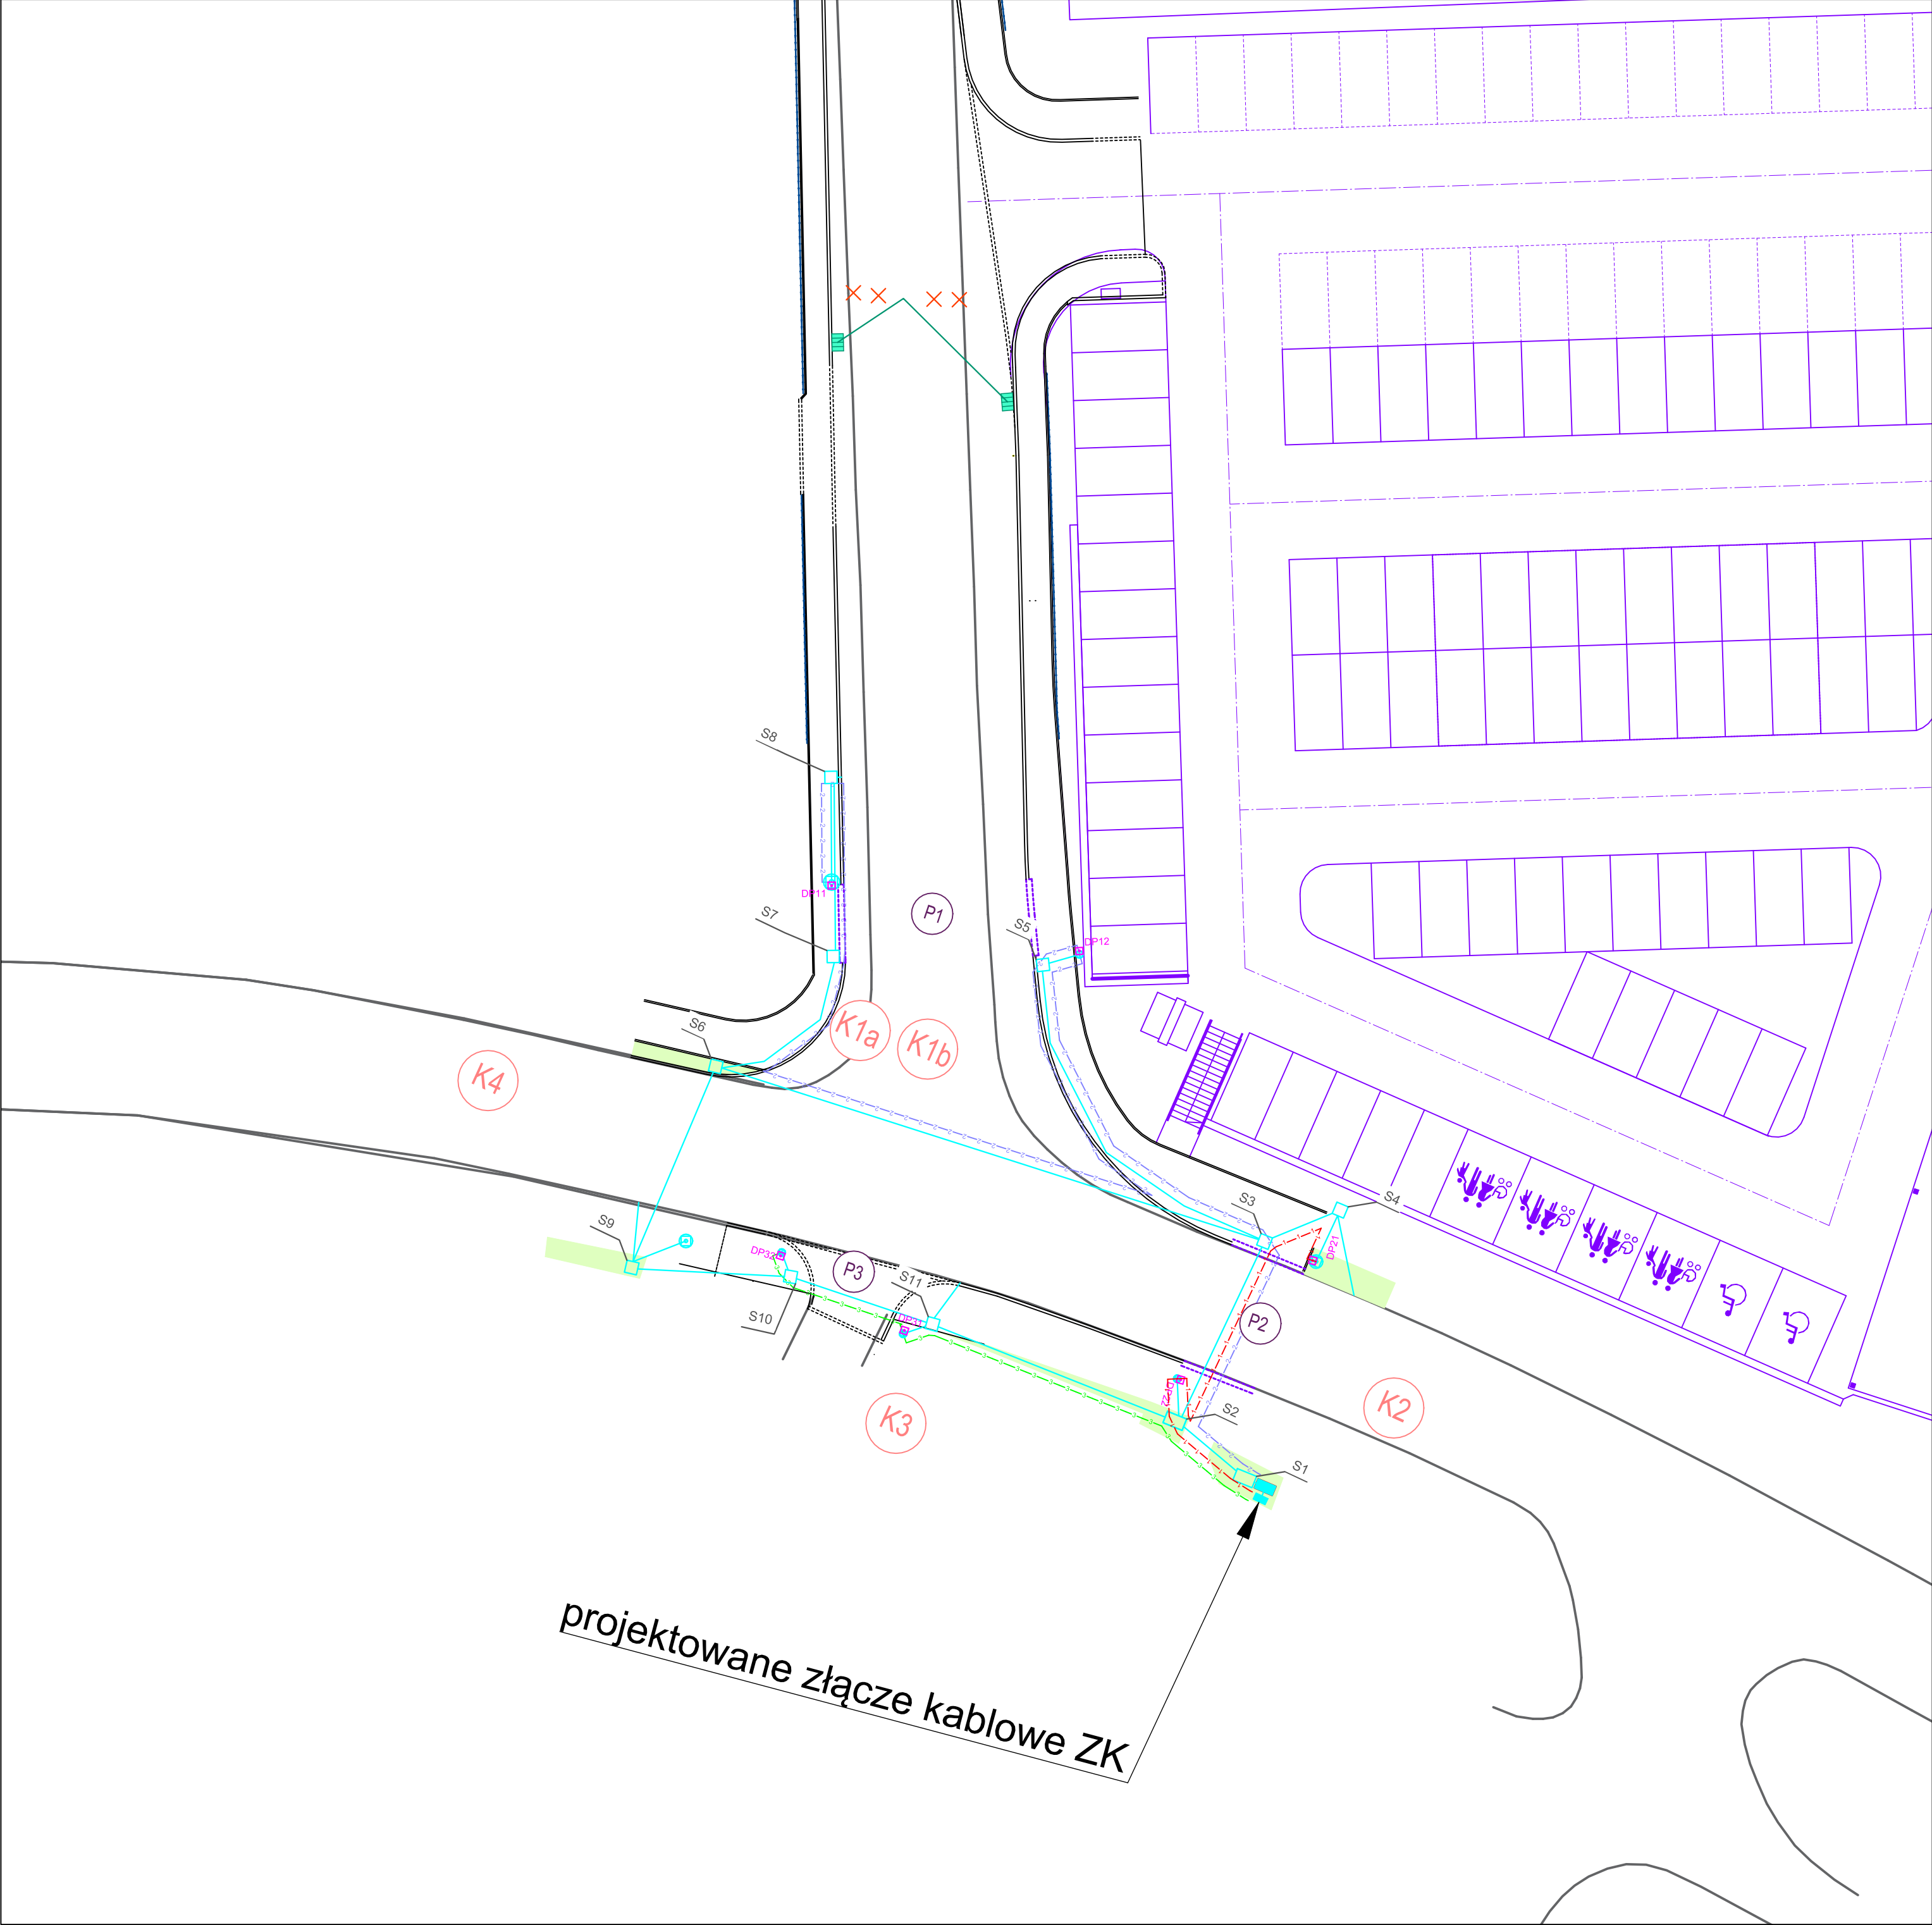 S8
DP11
S7
P1
S5
DP12
K1a
K1b
S6
K4
S3
S4
S9
DP32
P3
S11
DP21
S10
DP31
P2
K3
DP22
S2
K2
S1
projektowane złącze kablowe ZK